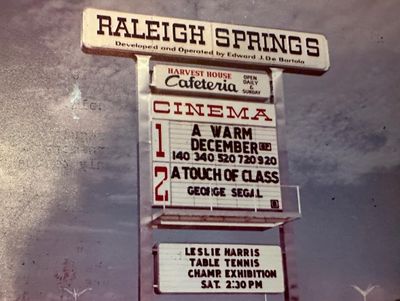 RALEIGH SPRINGS
Developed and Operated by Edward J. De Bartolo
HARVEST HOUSE
Cafeteria
OPEN
DAILY
&
SUNDAY
CINEMA
1 A WARM
DECEMBER
140 340 520 720 920
2 A TOUCH OF CLASS
GEORGE SEGAL
LESLIE HARRIS
TABLE TENNIS
CHAMP. EXHIBITION
SAT. 2:30 PM